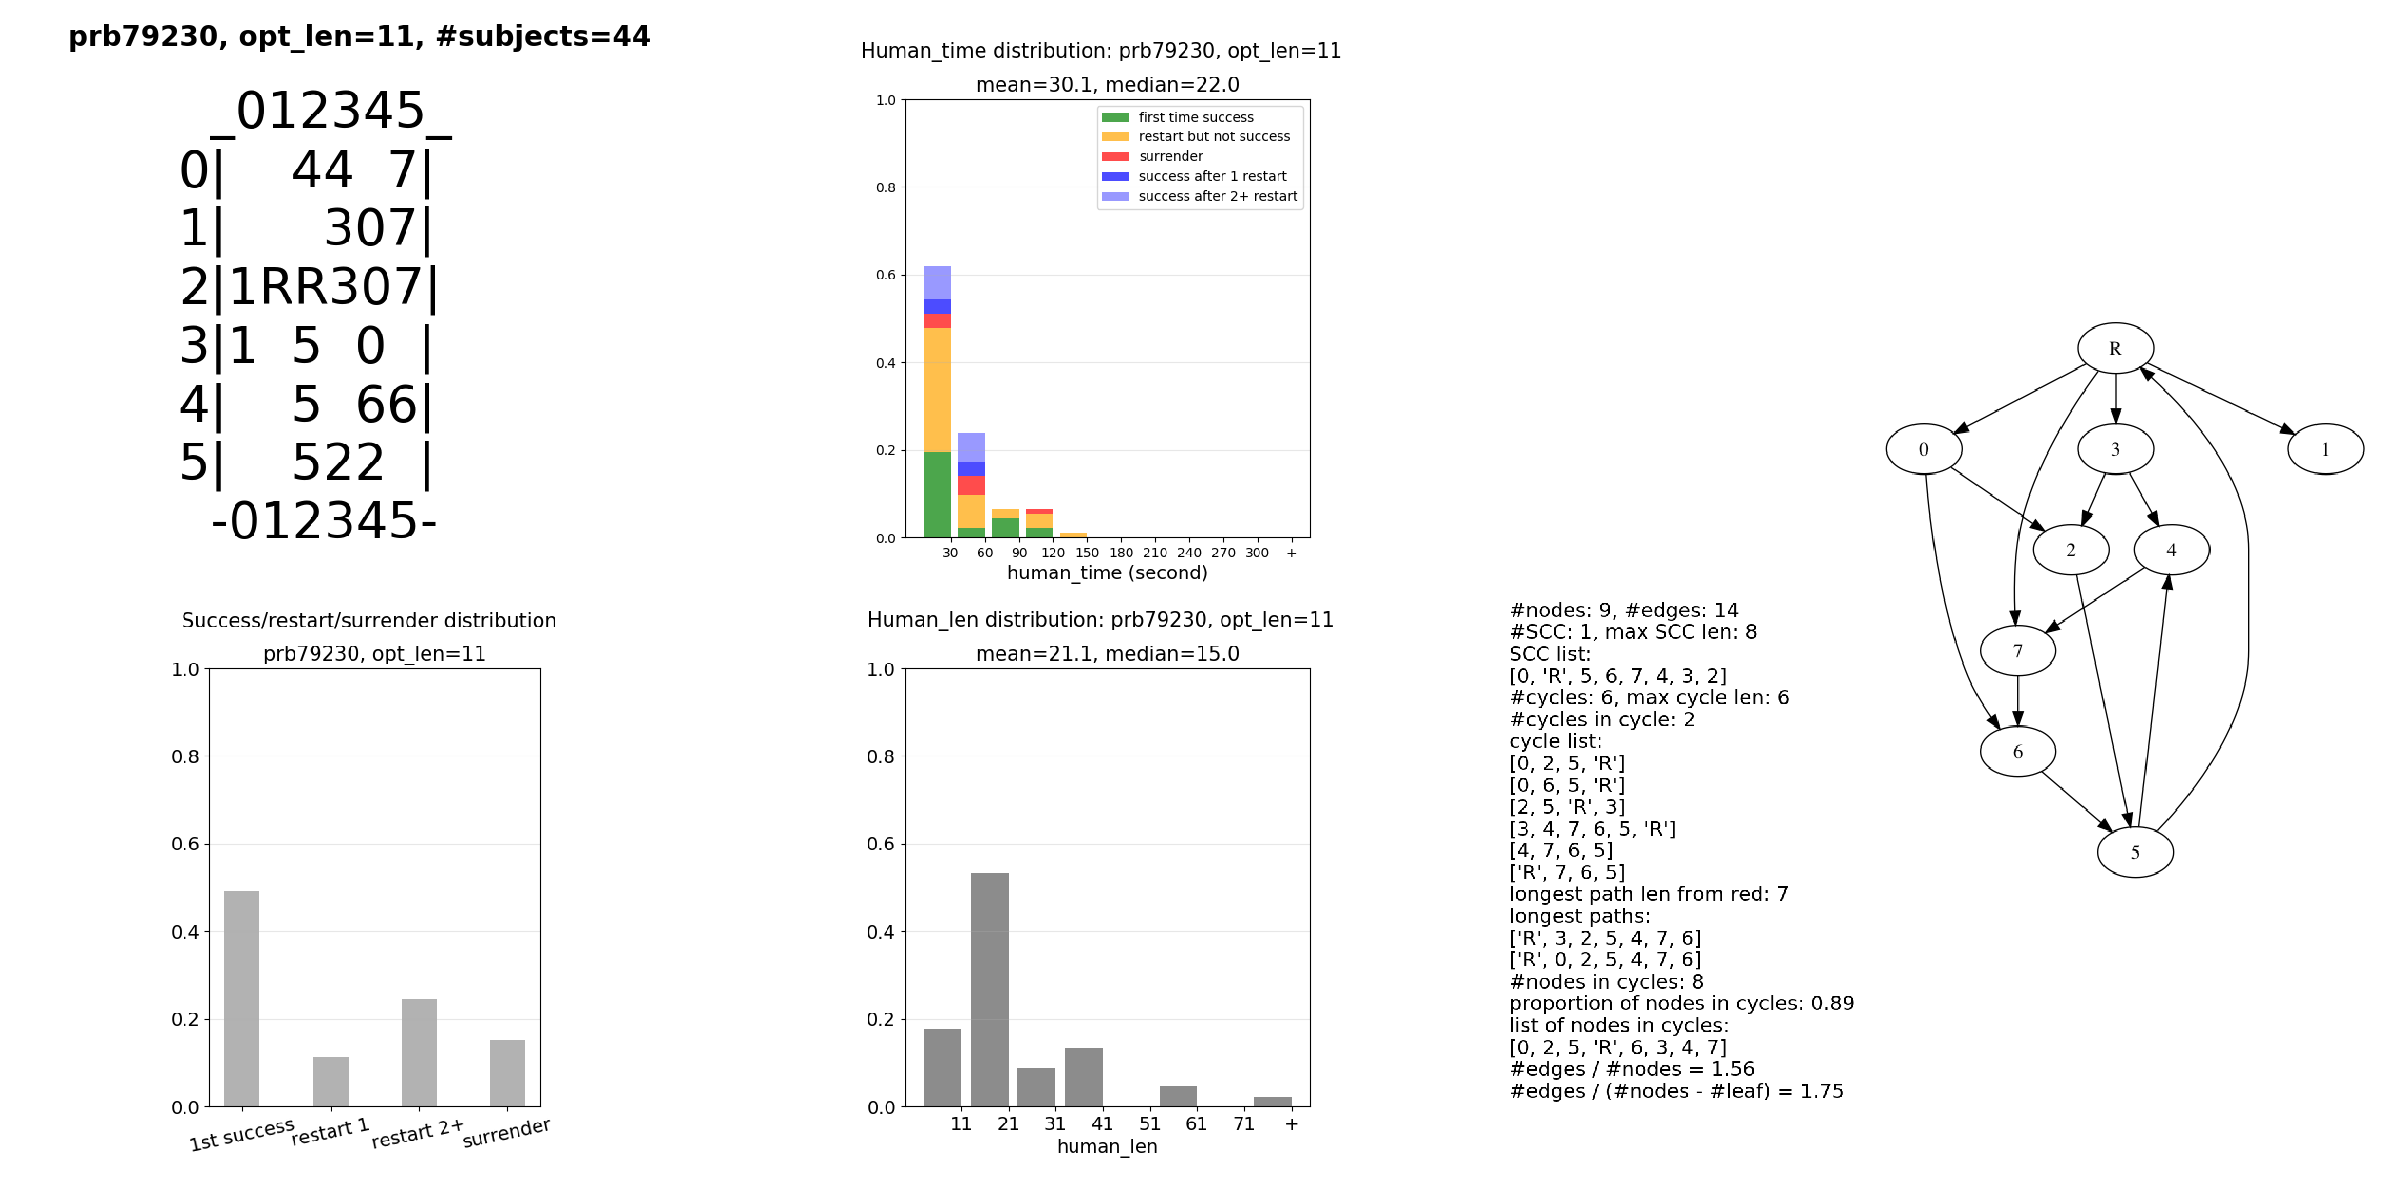 prb79230, opt_len=11, #subjects=44
_012345_
0|  44 7|
1|   307|
2|1RR307|
3|1 5 0 |
4|  5 66|
5|  522 |
-012345-
Human_time distribution: prb79230, opt_len=11
mean=30.1, median=22.0
1.0
0.8
0.6
0.4
0.2
0.0
first time success
restart but not success
surrender
success after 1 restart
success after 2+ restart
30 60 90 120 150 180 210 240 270 300 +
human_time (second)
Success/restart/surrender distribution
prb79230, opt_len=11
1.0
0.8
0.6
0.4
0.2
0.0
1st success restart 1 restart 2+ surrender
Human_len distribution: prb79230, opt_len=11
mean=21.1, median=15.0
1.0
0.8
0.6
0.4
0.2
0.0
11 21 31 41 51 61 71 +
human_len
#nodes: 9, #edges: 14
#SCC: 1, max SCC len: 8
SCC list:
[0, 'R', 5, 6, 7, 4, 3, 2]
#cycles: 6, max cycle len: 6
#cycles in cycle: 2
cycle list:
[0, 2, 5, 'R']
[0, 6, 5, 'R']
[2, 5, 'R', 3]
[3, 4, 7, 6, 5, 'R']
[4, 7, 6, 5]
['R', 7, 6, 5]
longest path len from red: 7
longest paths:
['R', 3, 2, 5, 4, 7, 6]
['R', 0, 2, 5, 4, 7, 6]
#nodes in cycles: 8
proportion of nodes in cycles: 0.89
list of nodes in cycles:
[0, 2, 5, 'R', 6, 3, 4, 7]
#edges / #nodes = 1.56
#edges / (#nodes - #leaf) = 1.75
R
0 3 1
2 4
7
6
5